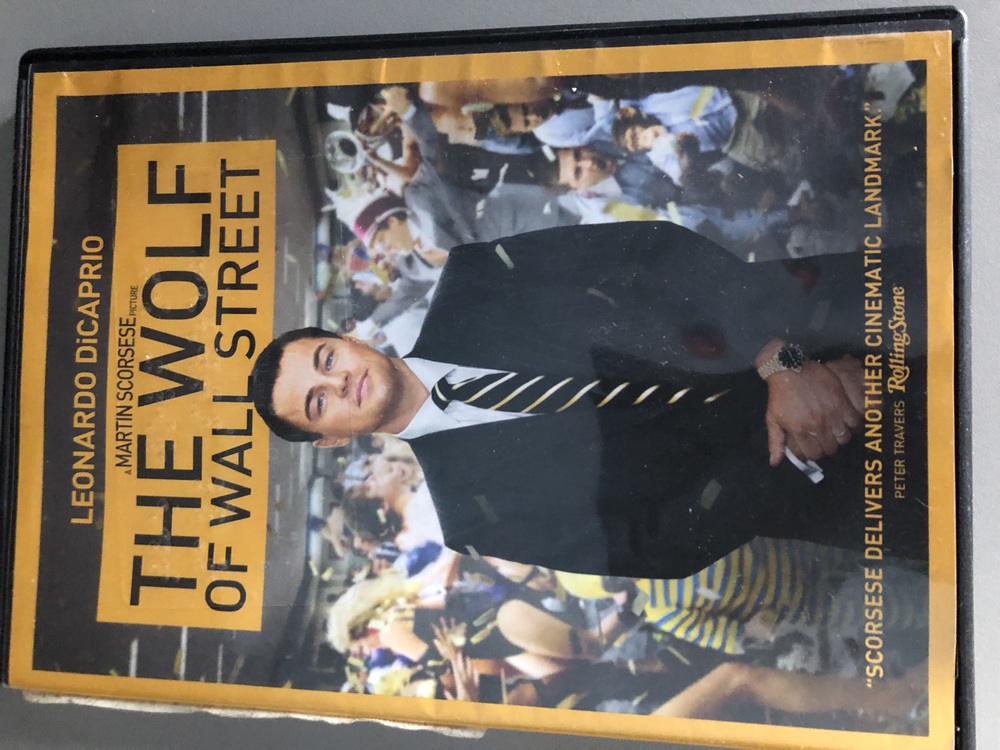 LEONARDO DiCAPRIO
A MARTIN SCORSESE PICTURE
THE WOLF
OF WALL STREET
“SCORSESE DELIVERS ANOTHER CINEMATIC LANDMARK.”
PETER TRAVERS RollingStone